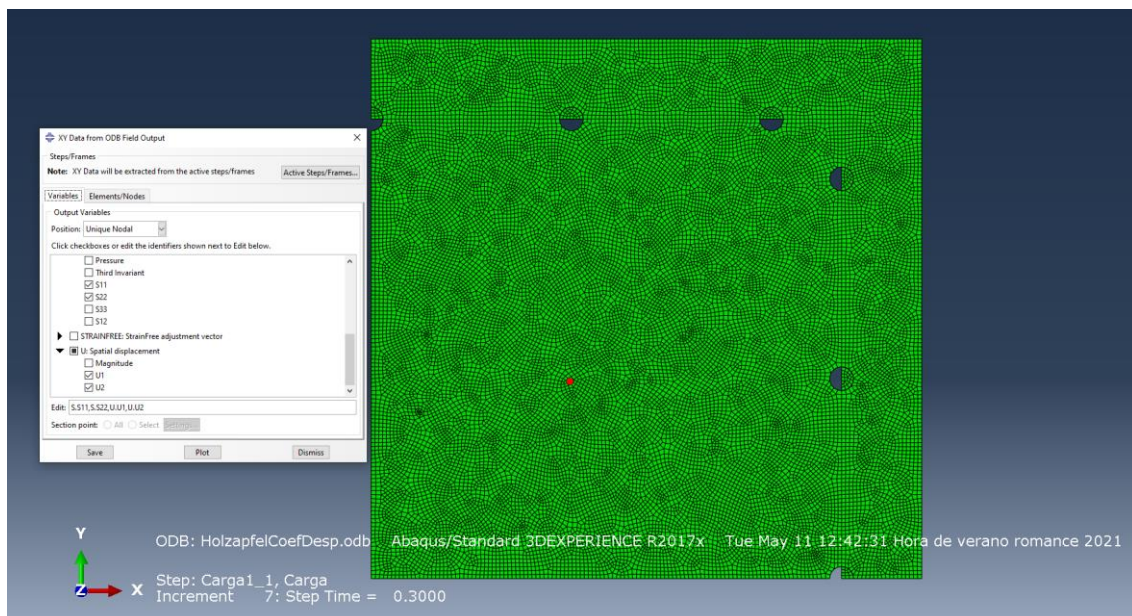 XY Data from ODB Field Output
Steps/Frames
Note: XY Data will be extracted from the active steps/frames
Active Steps/Frames...
Variables Elements/Nodes
Output Variables
Position: Unique Nodal
Click checkboxes or edit the identifiers shown next to Edit below.
Pressure
Third Invariant
S11
S22
S33
S12
STRAINFREE: StrainFree adjustment vector
U: Spatial displacement
Magnitude
U1
U2
Edit: S.S11,S.S22,U.U1,U.U2
Section point: All Select Settings...
Save Plot Dismiss
Y
Z X
ODB: HolzapfelCoefDesp.odb Abaqus/Standard 3DEXPERIENCE R2017x Tue May 11 12:42:31 Hora de verano romance 2021
Step: Carga1_1, Carga
Increment 7: Step Time = 0.3000